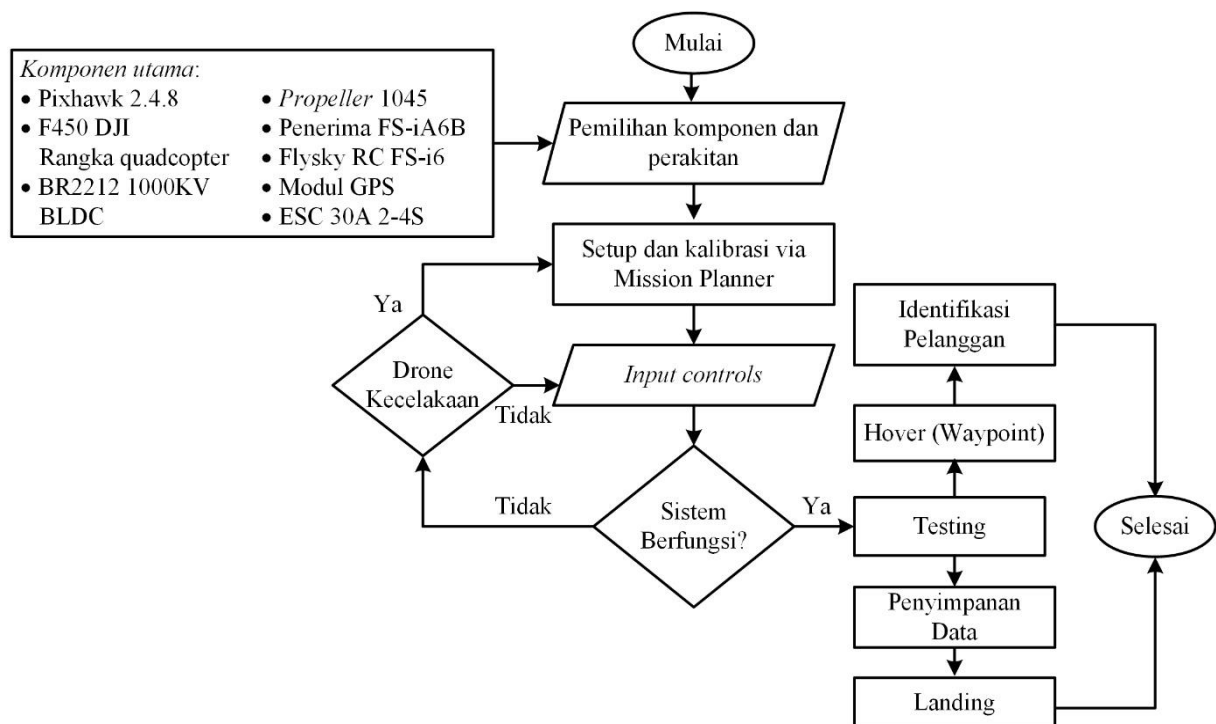 Mulai
Komponen utama:
• Pixhawk 2.4.8
• F450 DJI
Rangka quadcopter
• BR2212 1000KV
BLDC
• Propeller 1045
• Penerima FS-iA6B
• Flysky RC FS-i6
• Modul GPS
• ESC 30A 2-4S
Pemilihan komponen dan
perakitan
Setup dan kalibrasi via
Mission Planner
Ya
Drone
Kecelakaan
Tidak
Input controls
Tidak
Sistem
Berfungsi?
Ya
Identifikasi
Pelanggan
Hover (Waypoint)
Testing
Penyimpanan
Data
Landing
Selesai